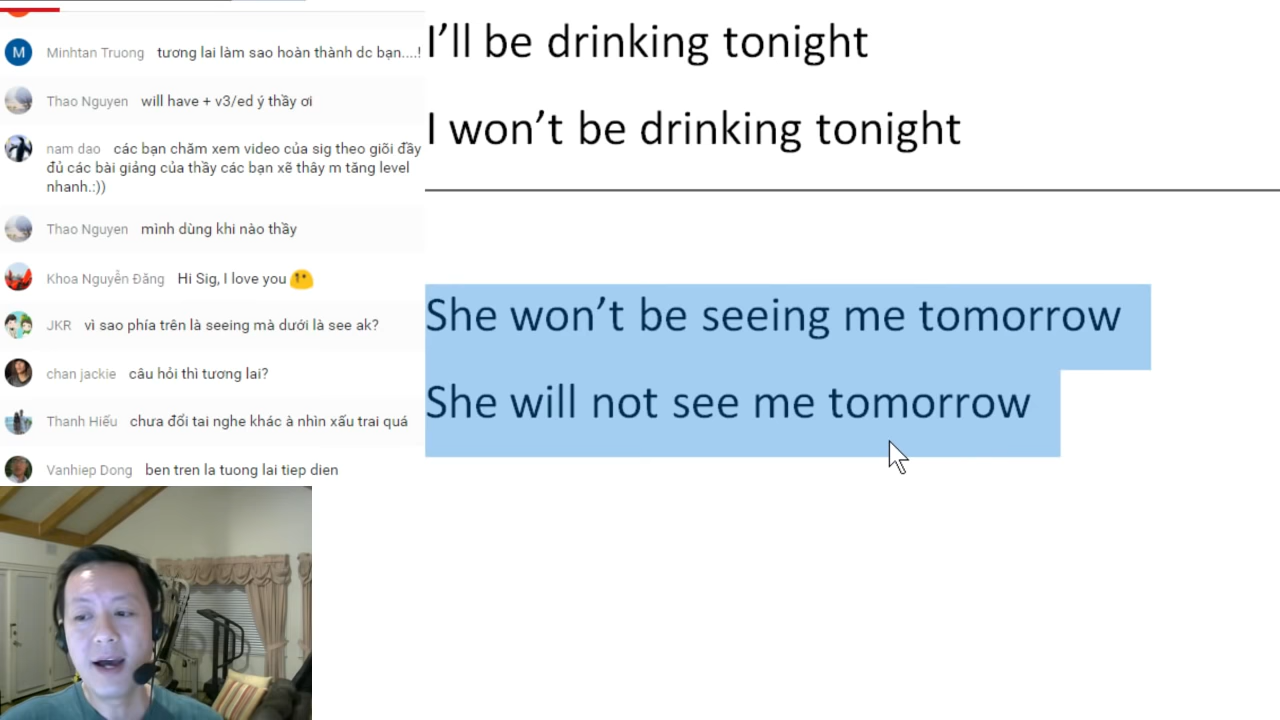 Minhtan Truong tương lai làm sao hoàn thành dc bạn....!
Thao Nguyen will have + v3/ed ý thầy ơi
nam dao các bạn chăm xem video của sig theo giõi đầy
đủ các bài giảng của thầy các bạn xẽ thây m tăng level
nhanh.:))
Thao Nguyen mình dùng khi nào thầy
Khoa Nguyễn Đăng Hi Sig, I love you
JKR vì sao phía trên là seeing mà dưới là see ak?
chan jackie câu hỏi thì tương lai?
Thanh Hiếu chưa đổi tai nghe khác à nhìn xấu trai quá
Vanhiep Dong ben tren la tuong lai tiep dien
I’ll be drinking tonight
I won’t be drinking tonight
She won’t be seeing me tomorrow
She will not see me tomorrow